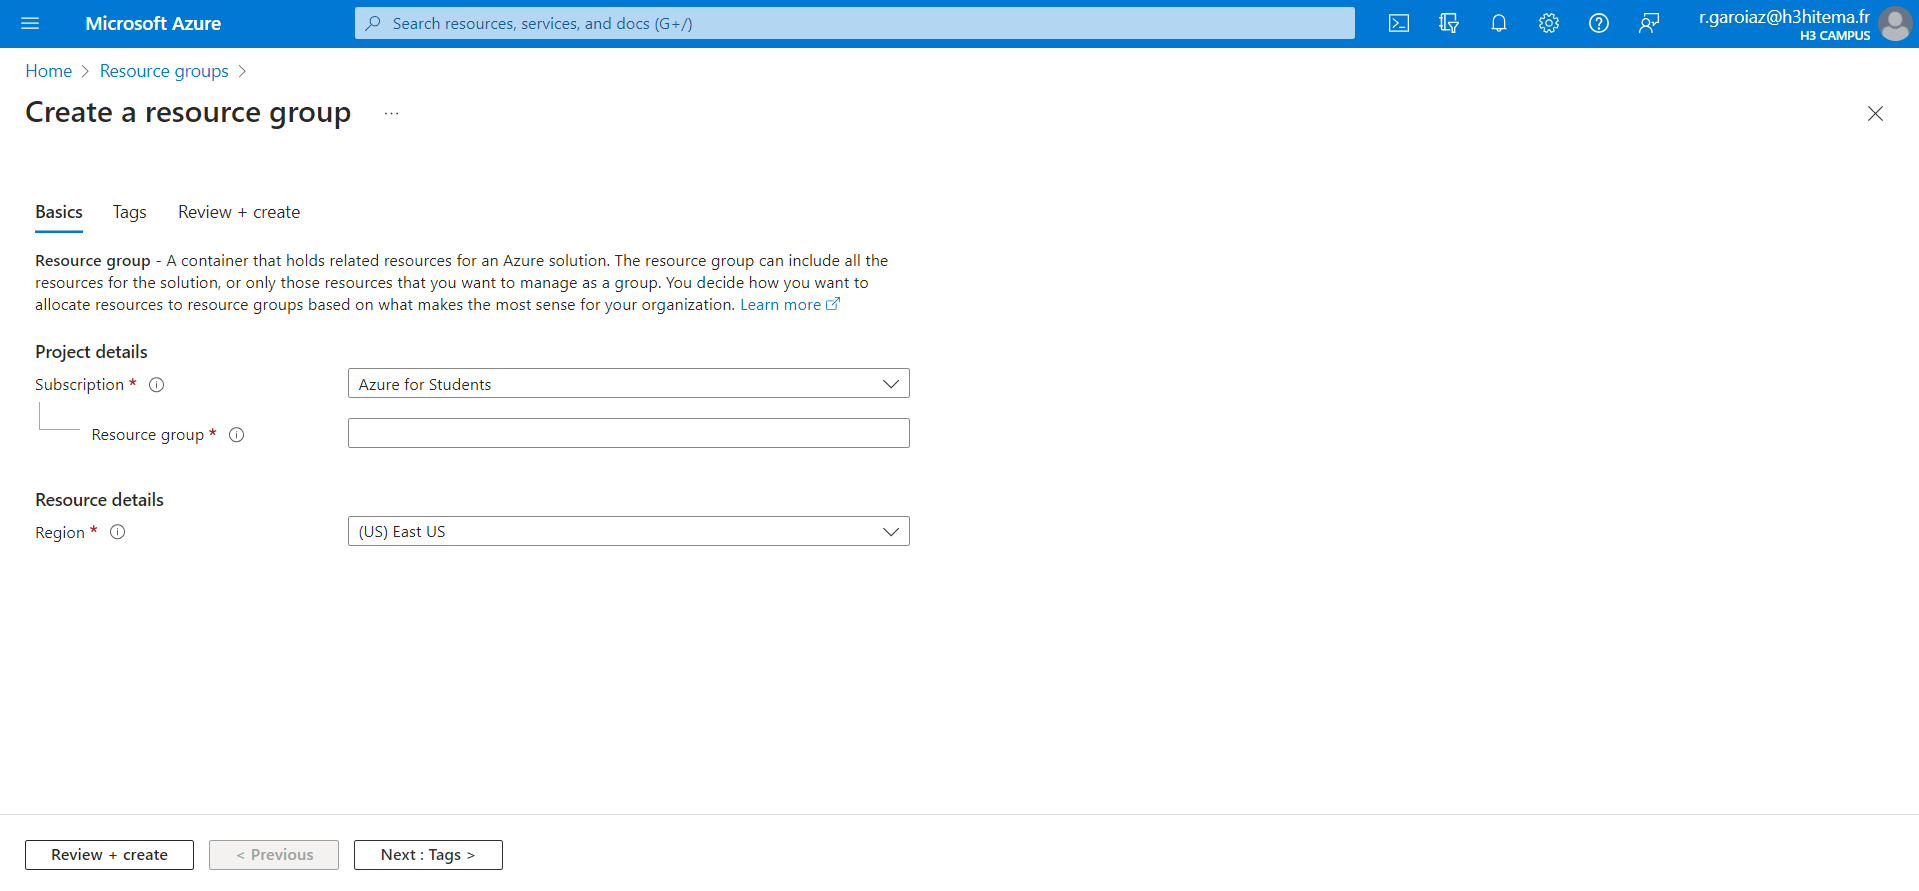 Microsoft Azure
Search resources, services, and docs (G+/)
r.garoiaz@h3hitema.fr
H3 CAMPUS
Home > Resource groups >
Create a resource group ...
Basics Tags Review + create
Resource group - A container that holds related resources for an Azure solution. The resource group can include all the
resources for the solution, or only those resources that you want to manage as a group. You decide how you want to
allocate resources to resource groups based on what makes the most sense for your organization. Learn more
Project details
Subscription * Azure for Students
Resource group *
Resource details
Region * (US) East US
Review + create < Previous Next : Tags >